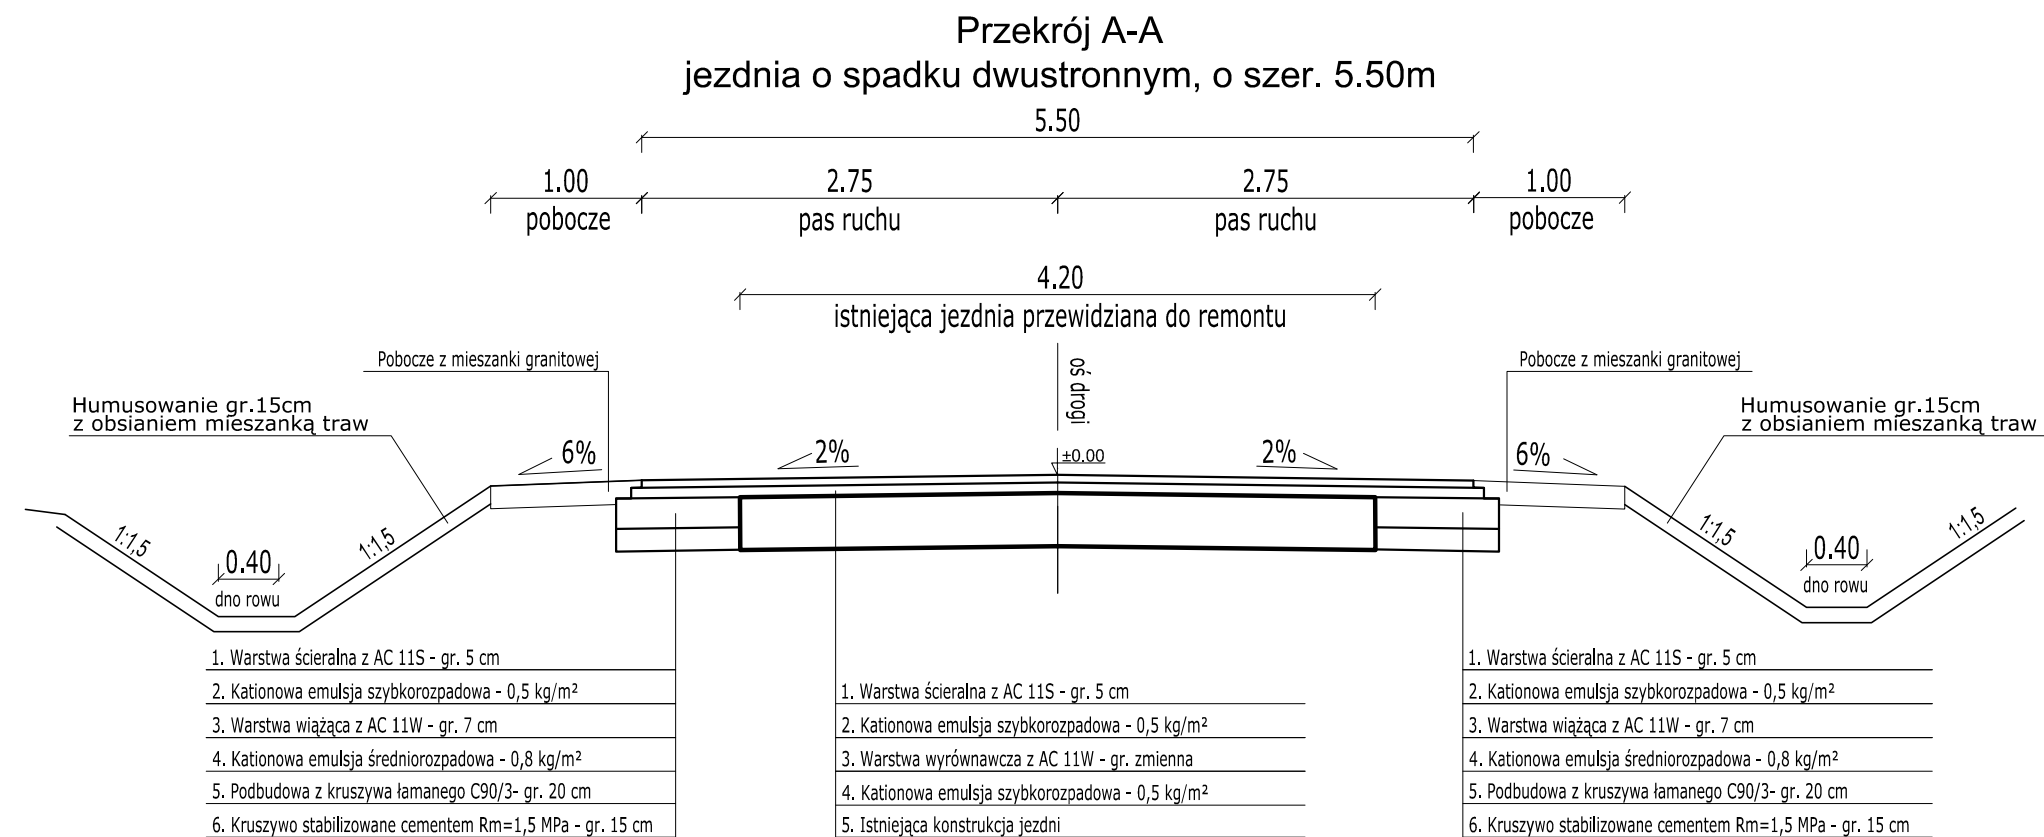 Przekrój A-A
jezdnia o spadku dwustronnym, o szer. 5.50m
5.50
1.00
2.75
2.75
1.00
pobocze
pas ruchu
pas ruchu
pobocze
4.20
istniejąca jezdnia przewidziana do remontu
Pobocze z mieszanki granitowej
oś drogi
Pobocze z mieszanki granitowej
Humusowanie gr.15cm
z obsianiem mieszanką traw
Humusowanie gr.15cm
z obsianiem mieszanką traw
6%
2%
±0.00
2%
6%
1:1,5
1:1,5
1:1,5
1:1,5
0.40
dno rowu
0.40
dno rowu
1. Warstwa ścieralna z AC 11S - gr. 5 cm
2. Kationowa emulsja szybkorozpadowa - 0,5 kg/m²
3. Warstwa wiążąca z AC 11W - gr. 7 cm
4. Kationowa emulsja średniorozpadowa - 0,8 kg/m²
5. Podbudowa z kruszywa łamanego C90/3- gr. 20 cm
6. Kruszywo stabilizowane cementem Rm=1,5 MPa - gr. 15 cm
1. Warstwa ścieralna z AC 11S - gr. 5 cm
2. Kationowa emulsja szybkorozpadowa - 0,5 kg/m²
3. Warstwa wyrównawcza z AC 11W - gr. zmienna
4. Kationowa emulsja szybkorozpadowa - 0,5 kg/m²
5. Istniejąca konstrukcja jezdni
1. Warstwa ścieralna z AC 11S - gr. 5 cm
2. Kationowa emulsja szybkorozpadowa - 0,5 kg/m²
3. Warstwa wiążąca z AC 11W - gr. 7 cm
4. Kationowa emulsja średniorozpadowa - 0,8 kg/m²
5. Podbudowa z kruszywa łamanego C90/3- gr. 20 cm
6. Kruszywo stabilizowane cementem Rm=1,5 MPa - gr. 15 cm